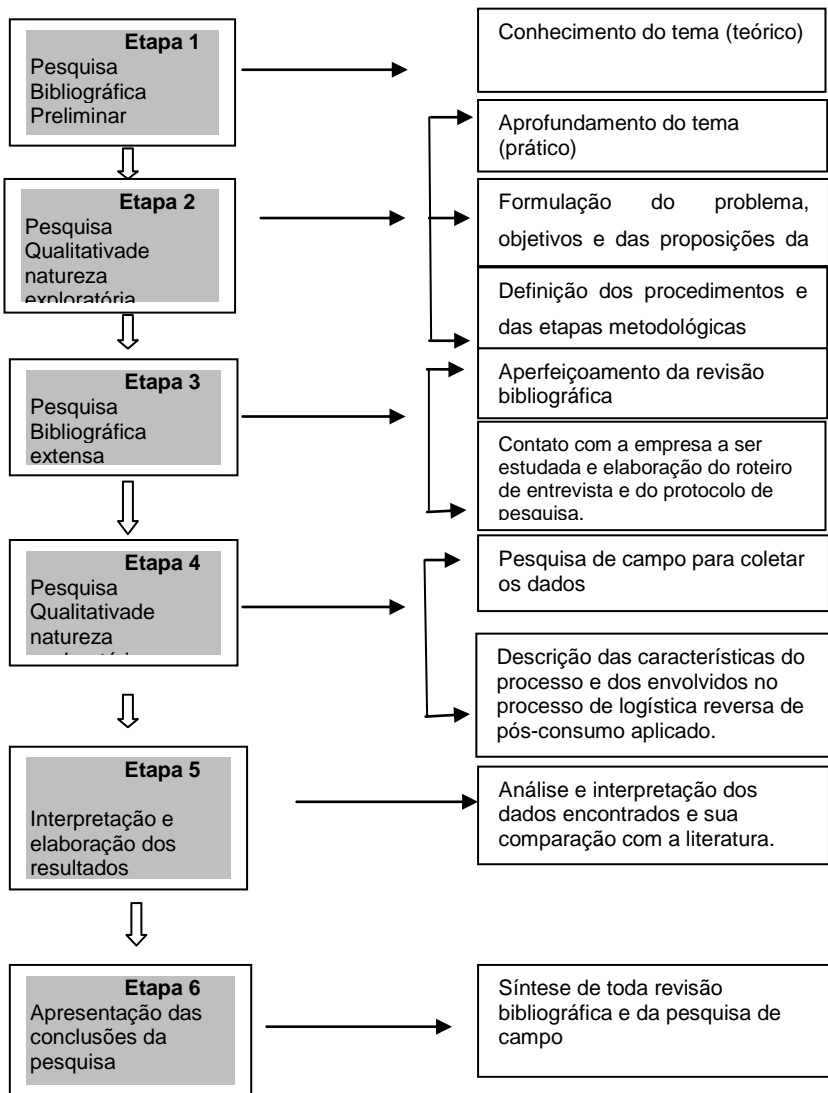 Etapa 1
Pesquisa
Bibliográfica
Preliminar
Conhecimento do tema (teórico)
Etapa 2
Pesquisa
Qualitativade
natureza
exploratória
Aprofundamento do tema
(prático)
Formulação do problema,
objetivos e das proposições da
Definição dos procedimentos e
das etapas metodológicas
Etapa 3
Pesquisa
Bibliográfica
extensa
Aperfeiçoamento da revisão
bibliográfica
Contato com a empresa a ser
estudada e elaboração do roteiro
de entrevista e do protocolo de
pesquisa.
Etapa 4
Pesquisa
Qualitativade
natureza
Pesquisa de campo para coletar
os dados
Descrição das características do
processo e dos envolvidos no
processo de logística reversa de
pós-consumo aplicado.
Etapa 5
Interpretação e
elaboração dos
resultados
Análise e interpretação dos
dados encontrados e sua
comparação com a literatura.
Etapa 6
Apresentação das
conclusões da
pesquisa
Síntese de toda revisão
bibliográfica e da pesquisa de
campo